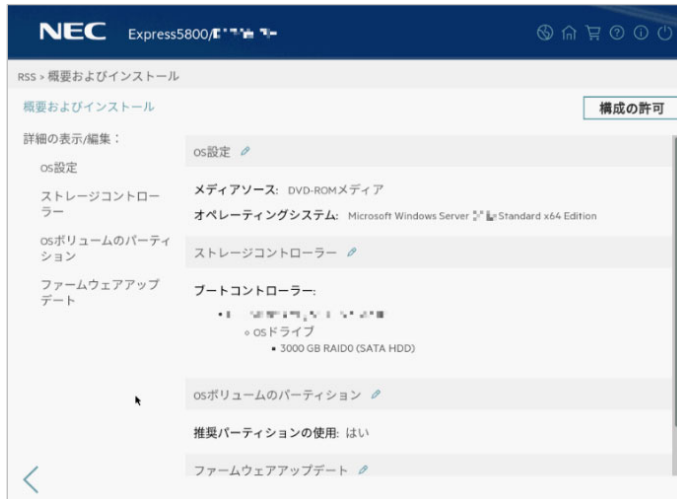 NEC Express5800/
RSS > 概要およびインストール
概要およびインストール
構成の許可
詳細の表示/編集：
OS設定
ストレージコントロー
ラー
OSボリュームのパーティ
ション
ファームウェアアップ
デート
OS設定
メディアソース: DVD-ROMメディア
オペレーティングシステム: Microsoft Windows Server Standard x64 Edition
ストレージコントローラー
ブートコントローラー:
OSドライブ
3000 GB RAID0 (SATA HDD)
OSボリュームのパーティション
推奨パーティションの使用: はい
ファームウェアアップデート